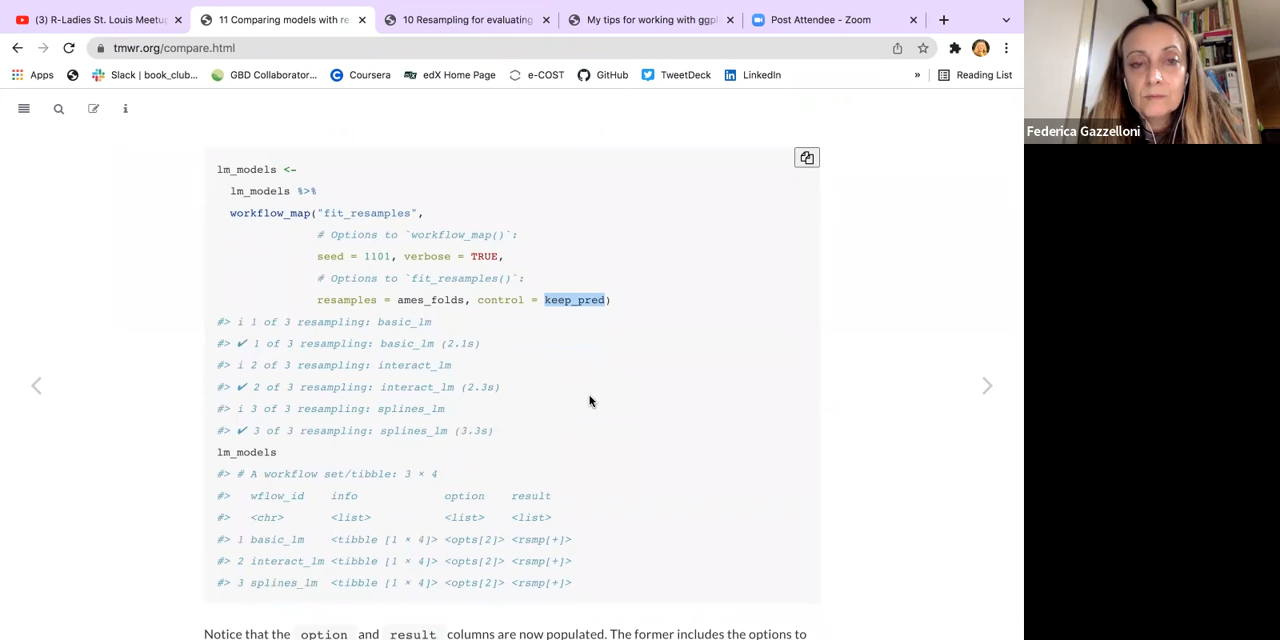 (3) R-Ladies St. Louis Meetu
11 Comparing models with re
10 Resampling for evaluating
My tips for working with ggpl
Post Attendee - Zoom
tmwr.org/compare.html
Apps
Slack | book_club...
GBD Collaborator...
Coursera
edX Home Page
e-COST
GitHub
TweetDeck
LinkedIn
»
Reading List
Federica Gazzelloni
lm_models <-
lm_models %>%
workflow_map("fit_resamples",
# Options to `workflow_map()`:
seed = 1101, verbose = TRUE,
# Options to `fit_resamples()`:
resamples = ames_folds, control = keep_pred)
#> i 1 of 3 resampling: basic_lm
#> ✔ 1 of 3 resampling: basic_lm (2.1s)
#> i 2 of 3 resampling: interact_lm
#> ✔ 2 of 3 resampling: interact_lm (2.3s)
#> i 3 of 3 resampling: splines_lm
#> ✔ 3 of 3 resampling: splines_lm (3.3s)
lm_models
#> # A workflow set/tibble: 3 × 4
#> wflow_id info option result
#> <chr> <list> <list> <list>
#> 1 basic_lm <tibble [1 × 4]> <opts[2]> <rsmp[+]>
#> 2 interact_lm <tibble [1 × 4]> <opts[2]> <rsmp[+]>
#> 3 splines_lm <tibble [1 × 4]> <opts[2]> <rsmp[+]>
Notice that the option and result columns are now populated. The former includes the options to